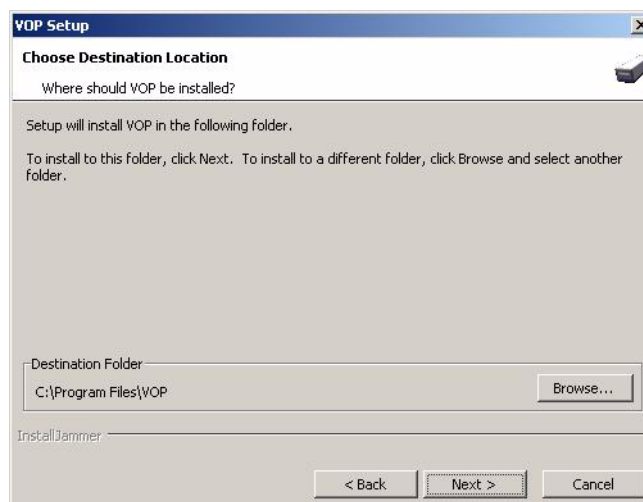 VOP Setup
Choose Destination Location
Where should VOP be installed?
Setup will install VOP in the following folder.
To install to this folder, click Next.  To install to a different folder, click Browse and select another
folder.
Destination Folder
C:\Program Files\VOP
Browse...
InstallJammer
< Back
Next >
Cancel